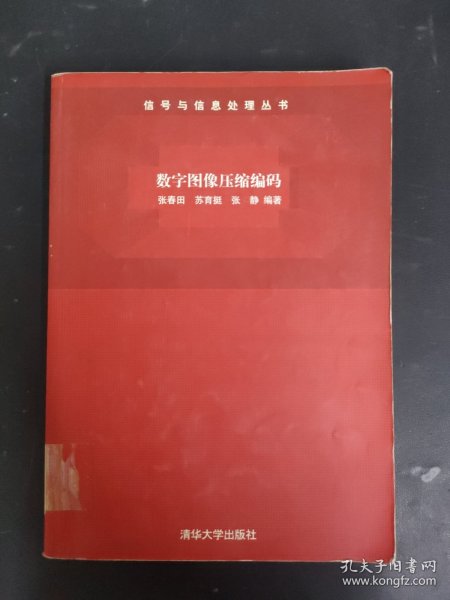 信号与信息处理丛书
数字图像压缩编码
张春田 苏育挺 张 静 编著
清华大学出版社
孔夫子旧书网
www.kongfz.com